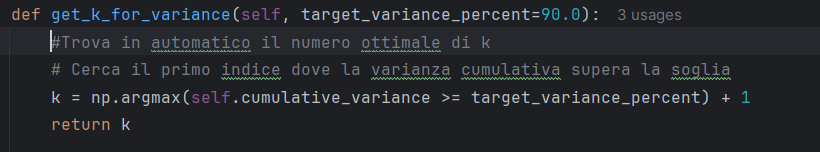 def get_k_for_variance(self, target_variance_percent=90.0): 3 usages
#Trova in automatico il numero ottimale di k
# Cerca il primo indice dove la varianza cumulativa supera la soglia
k = np.argmax(self.cumulative_variance >= target_variance_percent) + 1
return k